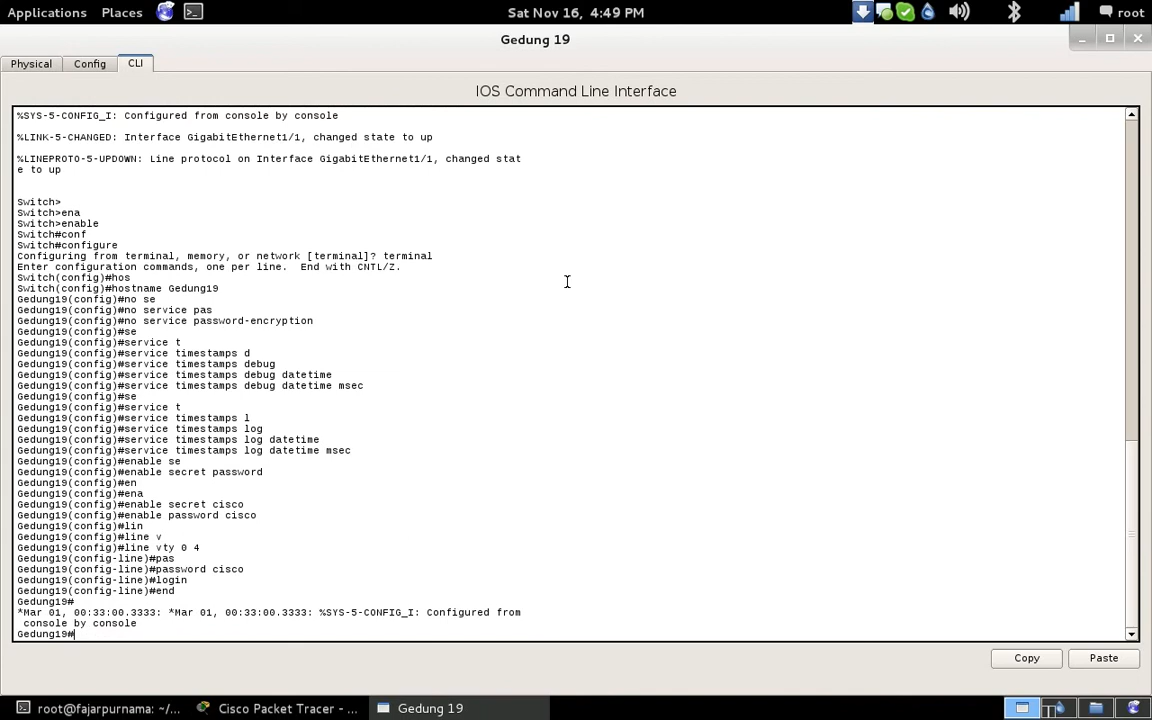 Applications Places Sat Nov 16, 4:49 PM root
Gedung 19
Physical Config CLI
IOS Command Line Interface
%SYS-5-CONFIG_I: Configured from console by console
%LINK-5-CHANGED: Interface GigabitEthernet1/1, changed state to up
%LINEPROTO-5-UPDOWN: Line protocol on Interface GigabitEthernet1/1, changed stat
e to up
Switch>
Switch>ena
Switch>enable
Switch#conf
Switch#configure
Configuring from terminal, memory, or network [terminal]? terminal
Enter configuration commands, one per line.  End with CNTL/Z.
Switch(config)#hos
Switch(config)#hostname Gedung19
Gedung19(config)#no se
Gedung19(config)#no service pas
Gedung19(config)#no service password-encryption
Gedung19(config)#se
Gedung19(config)#service t
Gedung19(config)#service timestamps d
Gedung19(config)#service timestamps debug
Gedung19(config)#service timestamps debug datetime
Gedung19(config)#service timestamps debug datetime msec
Gedung19(config)#se
Gedung19(config)#service t
Gedung19(config)#service timestamps l
Gedung19(config)#service timestamps log
Gedung19(config)#service timestamps log datetime
Gedung19(config)#service timestamps log datetime msec
Gedung19(config)#enable se
Gedung19(config)#enable secret password
Gedung19(config)#en
Gedung19(config)#ena
Gedung19(config)#enable secret cisco
Gedung19(config)#enable password cisco
Gedung19(config)#lin
Gedung19(config)#line v
Gedung19(config)#line vty 0 4
Gedung19(config-line)#pas
Gedung19(config-line)#password cisco
Gedung19(config-line)#login
Gedung19(config-line)#end
Gedung19#
*Mar 01, 00:33:00.3333: *Mar 01, 00:33:00.3333: %SYS-5-CONFIG_I: Configured from
console by console
Gedung19#
Copy Paste
root@fajarpurnama: ~/... Cisco Packet Tracer - ... Gedung 19